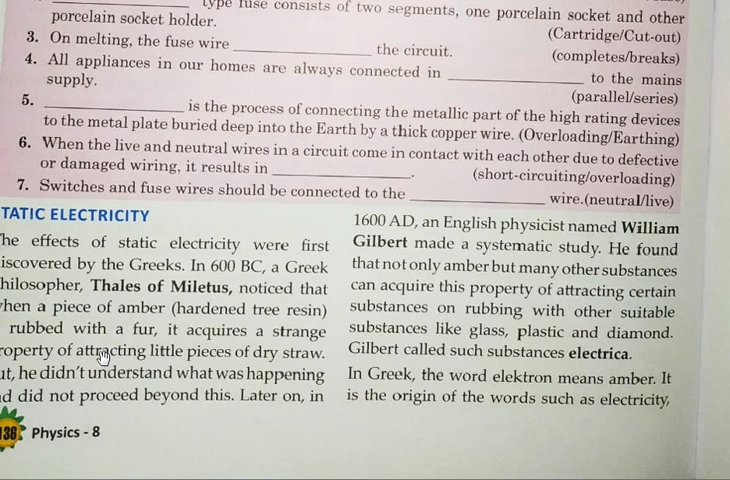 type fuse consists of two segments, one porcelain socket and other
porcelain socket holder. (Cartridge/Cut-out)
3. On melting, the fuse wire ____________ the circuit. (completes/breaks)
4. All appliances in our homes are always connected in ____________ to the mains
supply. (parallel/series)
5. ____________ is the process of connecting the metallic part of the high rating devices
to the metal plate buried deep into the Earth by a thick copper wire. (Overloading/Earthing)
6. When the live and neutral wires in a circuit come in contact with each other due to defective
or damaged wiring, it results in ____________. (short-circuiting/overloading)
7. Switches and fuse wires should be connected to the ____________ wire.(neutral/live)
TATIC ELECTRICITY
he effects of static electricity were first
iscovered by the Greeks. In 600 BC, a Greek
hilosopher, Thales of Miletus, noticed that
hen a piece of amber (hardened tree resin)
rubbed with a fur, it acquires a strange
roperty of attracting little pieces of dry straw.
ut, he didn't understand what was happening
d did not proceed beyond this. Later on, in
1600 AD, an English physicist named William
Gilbert made a systematic study. He found
that not only amber but many other substances
can acquire this property of attracting certain
substances on rubbing with other suitable
substances like glass, plastic and diamond.
Gilbert called such substances electrica.
In Greek, the word elektron means amber. It
is the origin of the words such as electricity,
136 Physics - 8